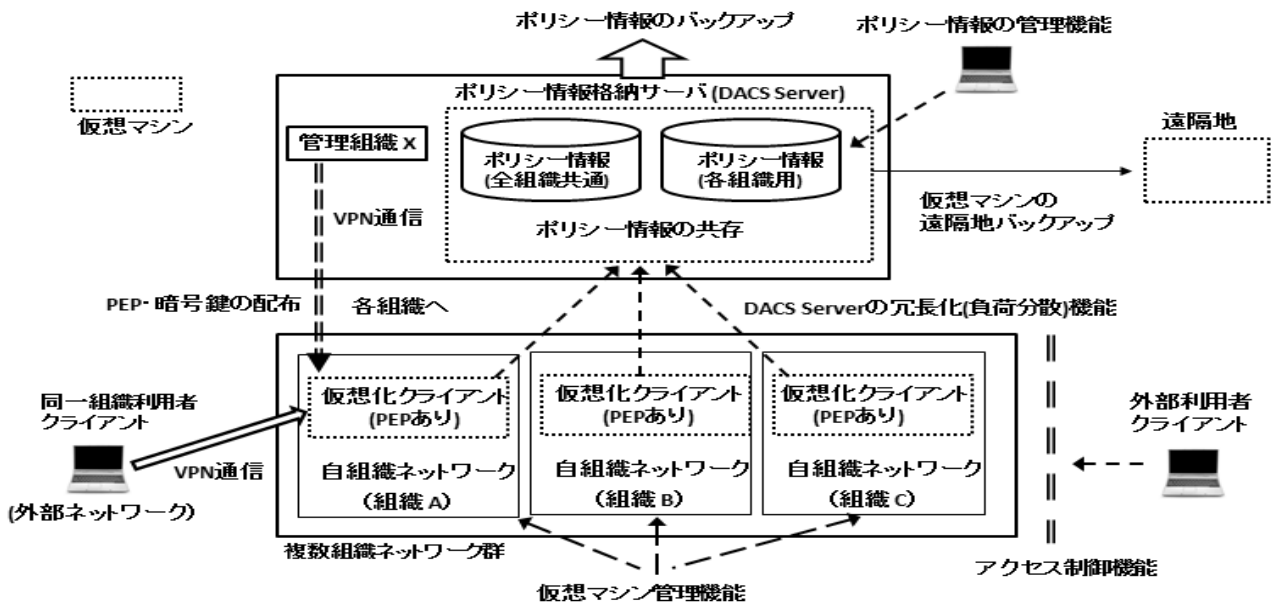 ポリシー情報のバックアップ
ポリシー情報の管理機能
仮想マシン
ポリシー情報格納サーバ(DACS Server)
管理組織 X
ポリシー情報
(全組織共通)
ポリシー情報
(各組織用)
ポリシー情報の共存
遠隔地
仮想マシンの
遠隔地バックアップ
VPN通信
PEP・暗号鍵の配布
各組織へ
DACS Serverの冗長化(負荷分散)機能
同一組織利用者
クライアント
VPN通信
(外部ネットワーク)
仮想化クライアント
(PEPあり)
自組織ネットワーク
(組織 A)
仮想化クライアント
(PEPあり)
自組織ネットワーク
(組織 B)
仮想化クライアント
(PEPあり)
自組織ネットワーク
(組織 C)
外部利用者
クライアント
複数組織ネットワーク群
アクセス制御機能
仮想マシン管理機能